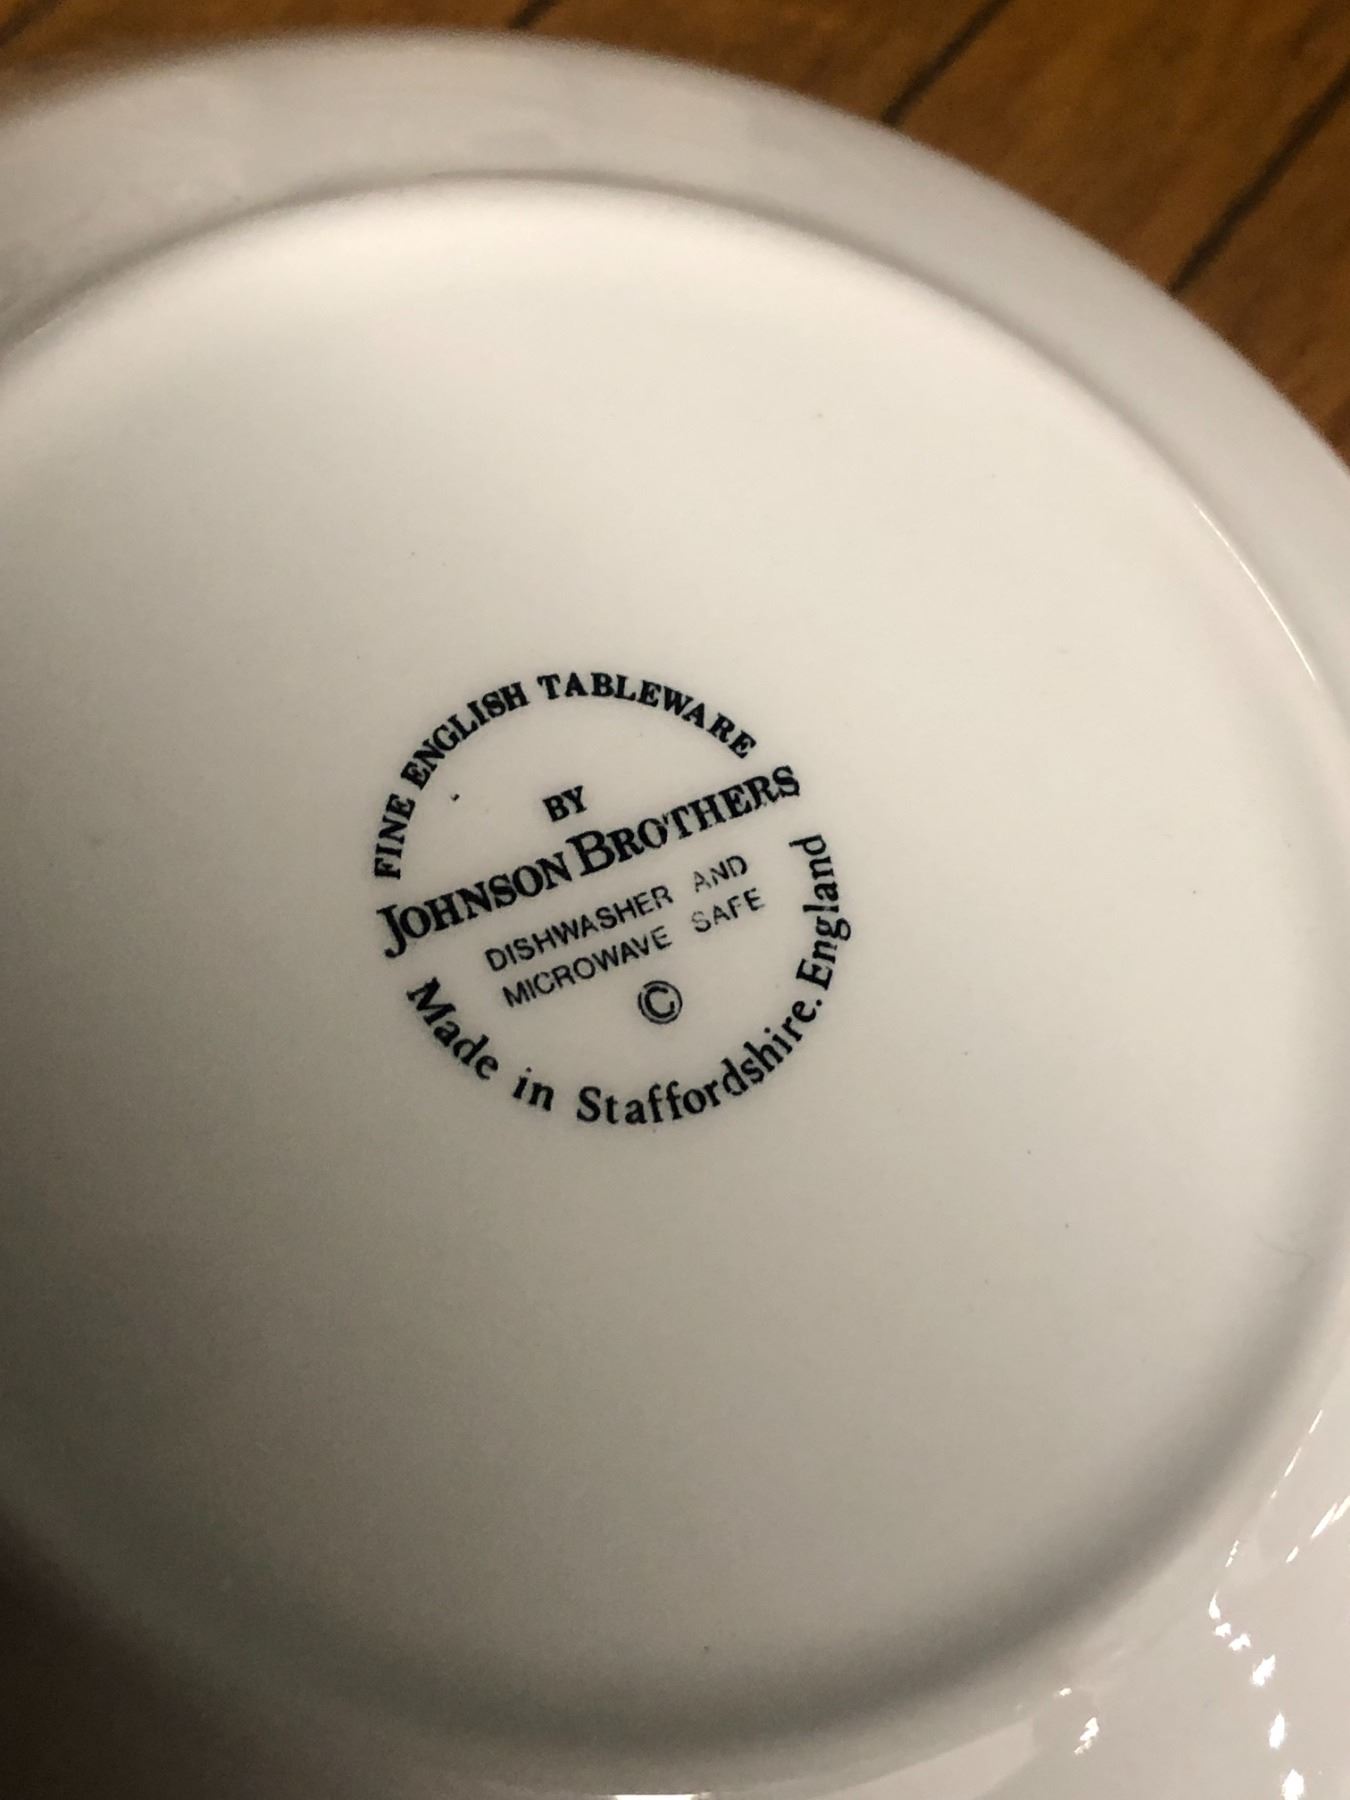 FINE ENGLISH TABLEWARE
BY
JOHNSON BROTHERS
DISHWASHER AND
MICROWAVE SAFE
©
Made in Staffordshire. England